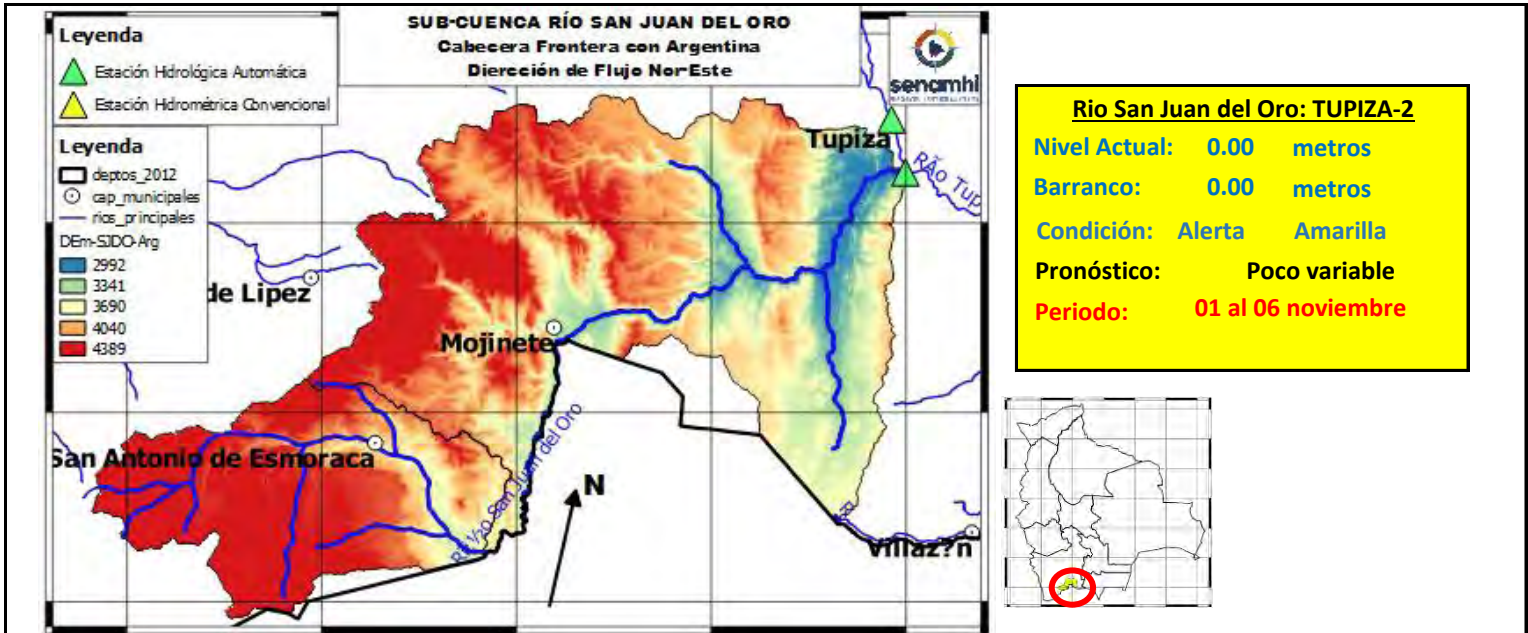 SUB-CUENCA RÍO SAN JUAN DEL ORO
Cabecera Frontera con Argentina
Diercción de Flujo Nor-Este
Leyenda
Estación Hidrológica Automática
Estación Hidrométrica Convencional
senamhi
Leyenda
deptos_2012
cap_municipales
rios_principales
DEm-SJDO-Arg
2992
3341
3690
4040
4389
Tupiza
RÃo Tup
de Lipez
Mojinete
San Antonio de Esmoraca
San Juan del Oro
N
Villaz?n
Rio San Juan del Oro: TUPIZA-2
Nivel Actual: 0.00 metros
Barranco: 0.00 metros
Condición: Alerta Amarilla
Pronóstico: Poco variable
Periodo: 01 al 06 noviembre